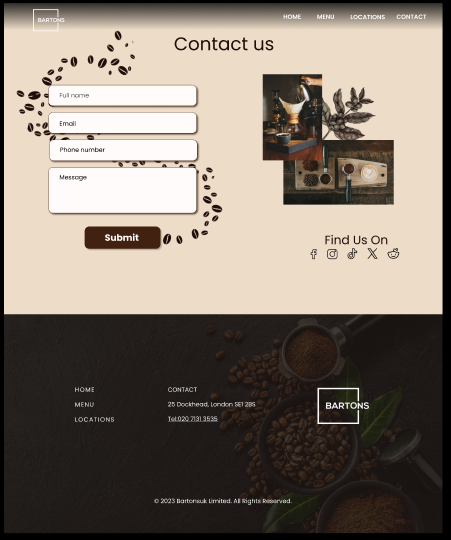 BARTONS
HOME MENU LOCATIONS CONTACT
Contact us
Full name
Email
Phone number
Message
Submit
Find Us On
HOME
MENU
LOCATIONS
CONTACT
25 Dockhead, London SE1 2BS
Tel:020 7131 3535
BARTONS
© 2023 Bartonsuk Limited. All Rights Reserved.